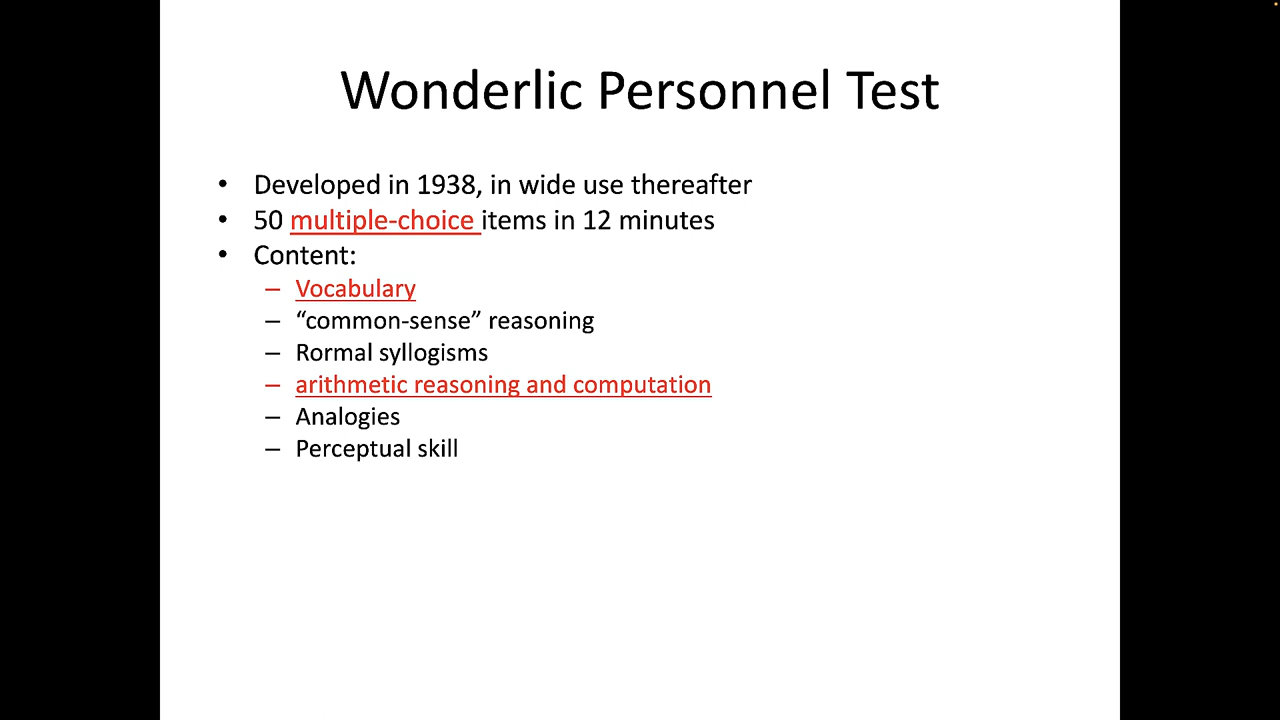 Wonderlic Personnel Test
• Developed in 1938, in wide use thereafter
• 50 multiple-choice items in 12 minutes
• Content:
– Vocabulary
– “common-sense” reasoning
– Rormal syllogisms
– arithmetic reasoning and computation
– Analogies
– Perceptual skill